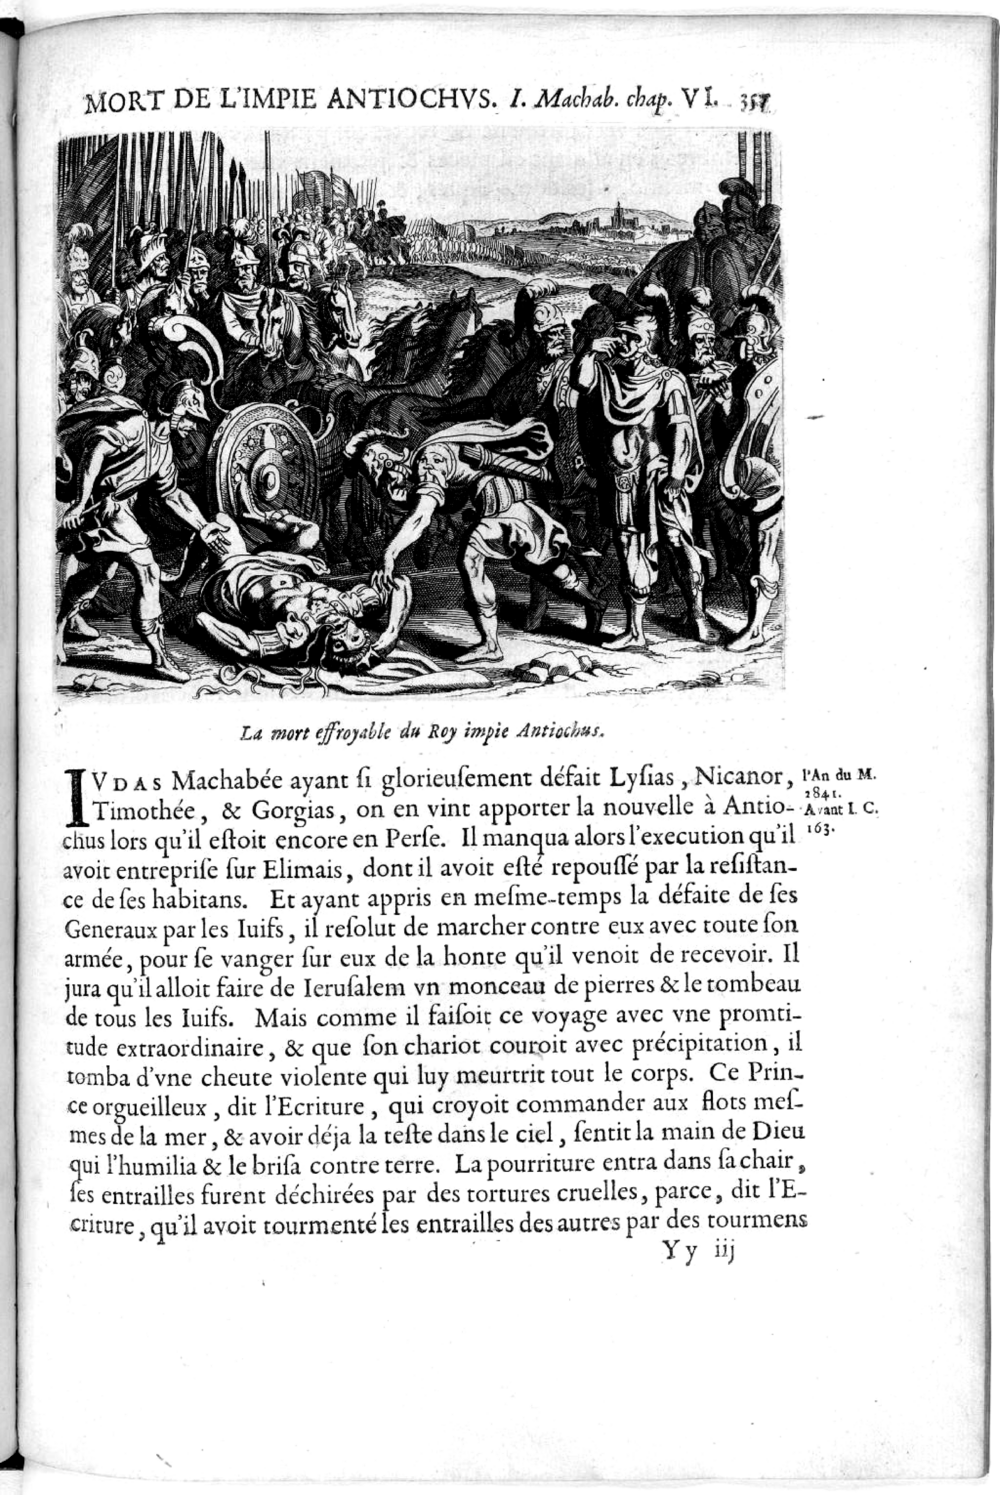 MORT DE L'IMPIE ANTIOCHVS. I. Machab. chap. VI. 357
La mort effroyable du Roy impie Antiochus.
IVDAS Machabée ayant ſi glorieuſement défait Lyſias, Nicanor,
Timothée, & Gorgias, on en vint apporter la nouvelle à Antio-
chus lors qu'il eſtoit encore en Perſe. Il manqua alors l'execution qu'il
avoit entrepriſe ſur Elimais, dont il avoit eſté repouſſé par la reſiſtan-
ce de ſes habitans. Et ayant appris en meſme-temps la défaite de ſes
Generaux par les Iuifs, il reſolut de marcher contre eux avec toute ſon
armée, pour ſe vanger ſur eux de la honte qu'il venoit de recevoir. Il
jura qu'il alloit faire de Ieruſalem vn monceau de pierres & le tombeau
de tous les Iuifs. Mais comme il faiſoit ce voyage avec vne promti-
tude extraordinaire, & que ſon chariot couroit avec précipitation, il
tomba d'vne cheute violente qui luy meurtrit tout le corps. Ce Prin-
ce orgueilleux, dit l'Ecriture, qui croyoit commander aux flots meſ-
mes de la mer, & avoir déja la teſte dans le ciel, ſentit la main de Dieu
qui l'humilia & le briſa contre terre. La pourriture entra dans ſa chair,
ſes entrailles furent déchirées par des tortures cruelles, parce, dit l'E-
criture, qu'il avoit tourmenté les entrailles des autres par des tourmens
Yy iij
l'An du M.
2841.
Avant I. C.
163.